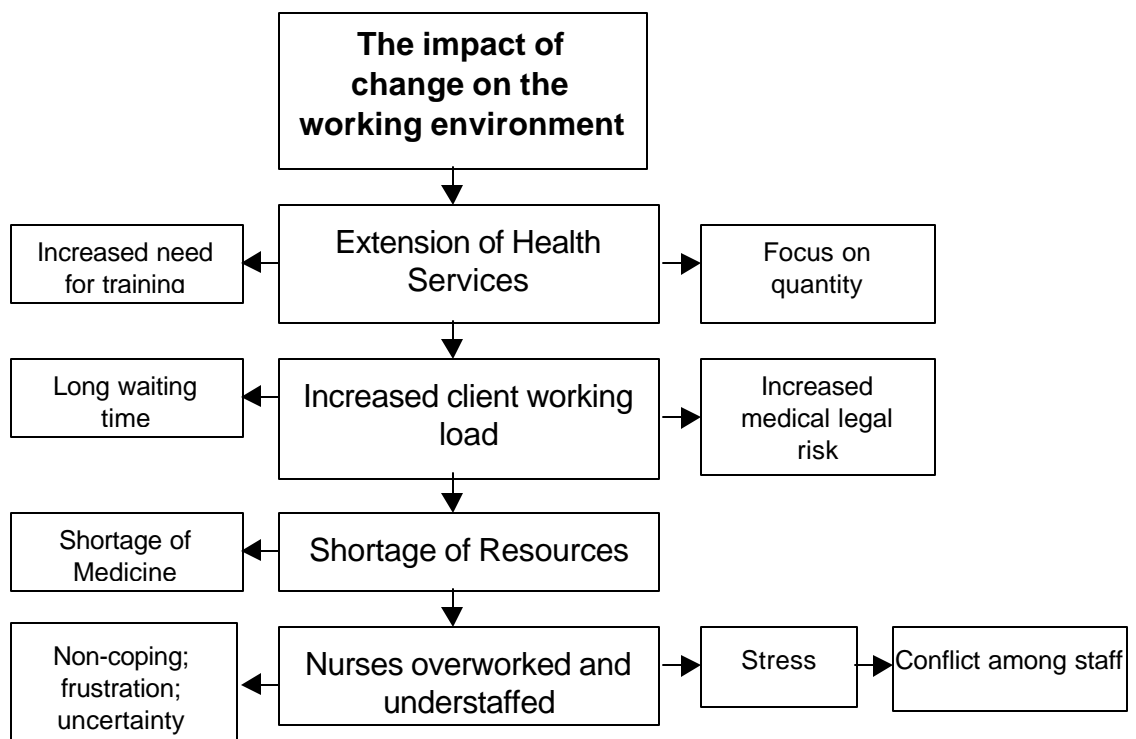 The impact of
change on the
working environment
Extension of Health
Services
Increased need
for training
Focus on
quantity
Increased client working
load
Long waiting
time
Increased
medical legal
risk
Shortage of Resources
Shortage of
Medicine
Nurses overworked and
understaffed
Non-coping;
frustration;
uncertainty
Stress
Conflict among staff